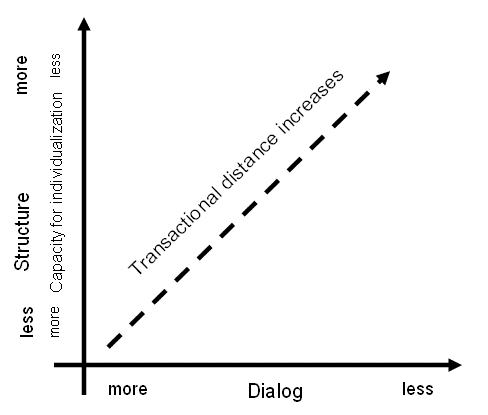 less Structure more
more Capacity for individualization less
Transactional distance increases
more Dialog less